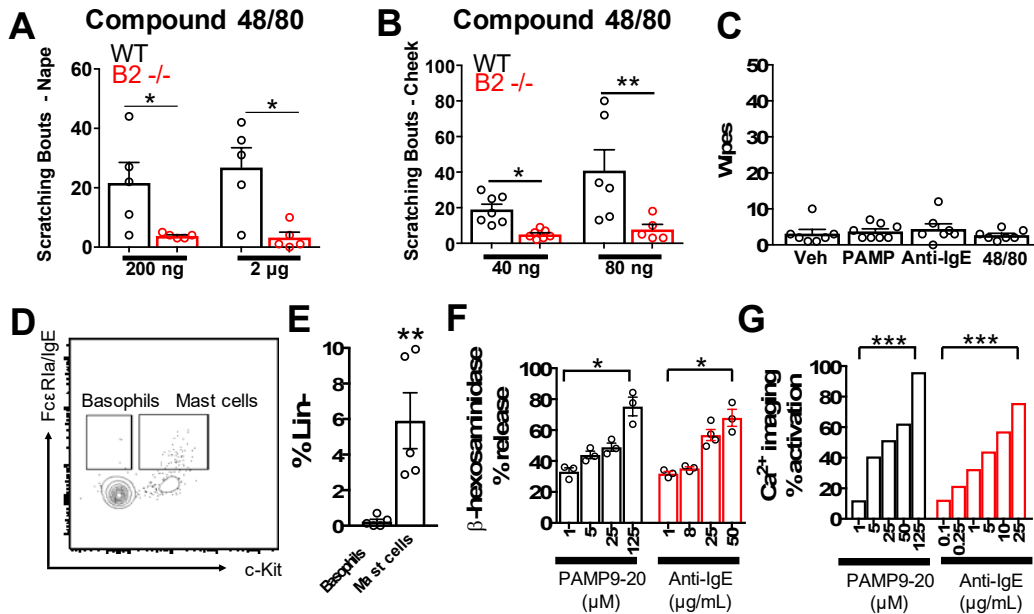 A
Compound 48/80
WT
B2 -/-
Scratching Bouts - Nape
60
40
20
0
*
*
200 ng
2 µg
B
Compound 48/80
WT
B2 -/-
Scratching Bouts - Cheek
100
80
60
40
20
0
*
**
40 ng
80 ng
C
Wipes
50
40
30
20
10
0
Veh
PAMP
Anti-IgE
48/80
D
FcεRIa/IgE
Basophils
Mast cells
c-Kit
E
%Lin-
10
8
6
4
2
0
**
Basophils
Mast cells
F
β-hexosaminidase
% release
100
80
60
40
20
0
*
*
1
5
25
125
1
8
25
50
PAMP9-20
(µM)
Anti-IgE
(µg/mL)
G
Ca²⁺ imaging
% activation
100
80
60
40
20
0
***
***
1
5
25
50
125
0.1
0.25
1
5
10
25
PAMP9-20
(µM)
Anti-IgE
(µg/mL)